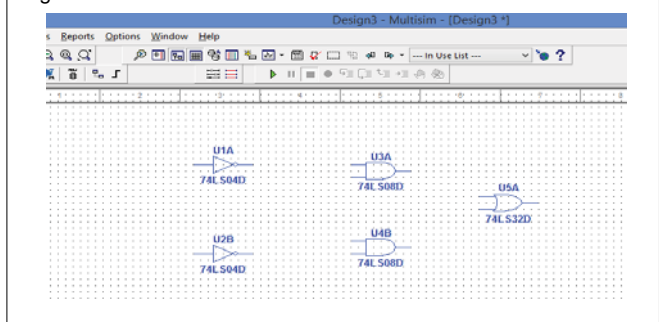 Design3 - Multisim - [Design3 *]
s Reports Options Window Help
--- In Use List ---
U1A
74LS04D
U3A
74LS08D
U5A
74LS32D
U2B
74LS04D
U4B
74LS08D